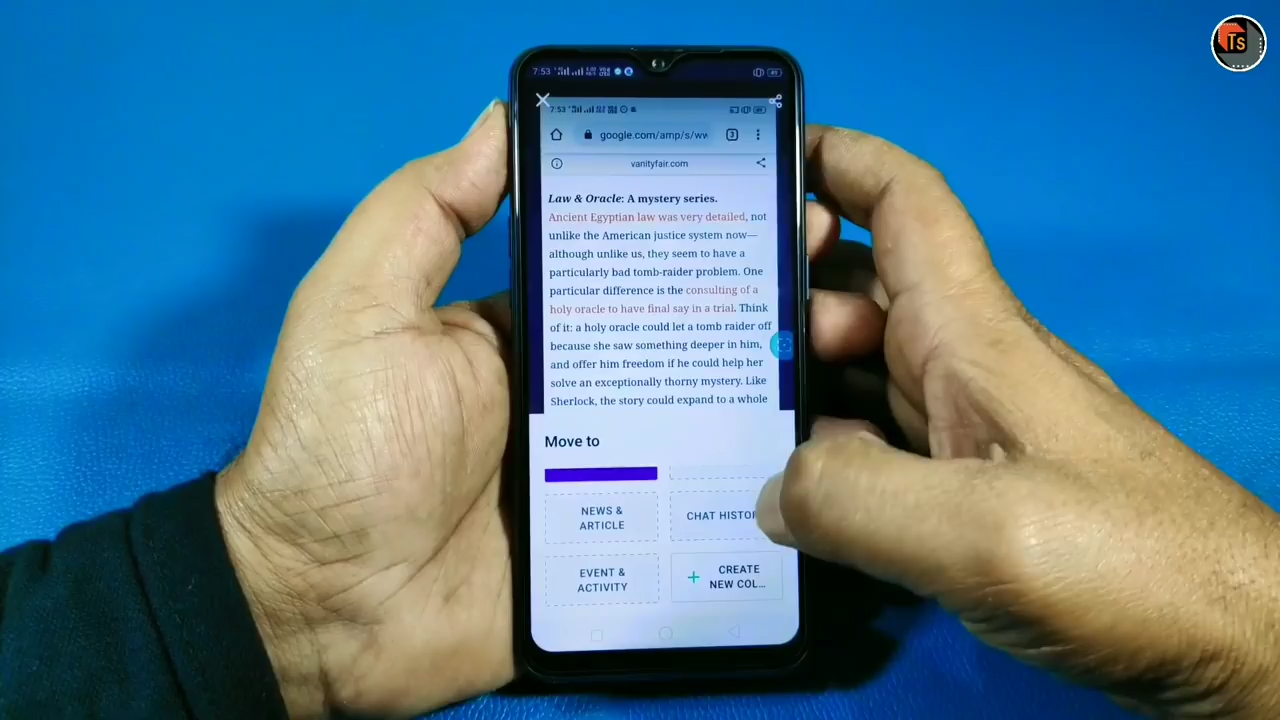 Ts
7:53
7:53
google.com/amp/s/ww
3
vanityfair.com
Law & Oracle: A mystery series.
Ancient Egyptian law was very detailed, not
unlike the American justice system now—
although unlike us, they seem to have a
particularly bad tomb-raider problem. One
particular difference is the consulting of a
holy oracle to have final say in a trial. Think
of it: a holy oracle could let a tomb raider off
because she saw something deeper in him,
and offer him freedom if he could help her
solve an exceptionally thorny mystery. Like
Sherlock, the story could expand to a whole
Move to
NEWS &
ARTICLE
CHAT HISTOR
EVENT &
ACTIVITY
+ CREATE
NEW COL...